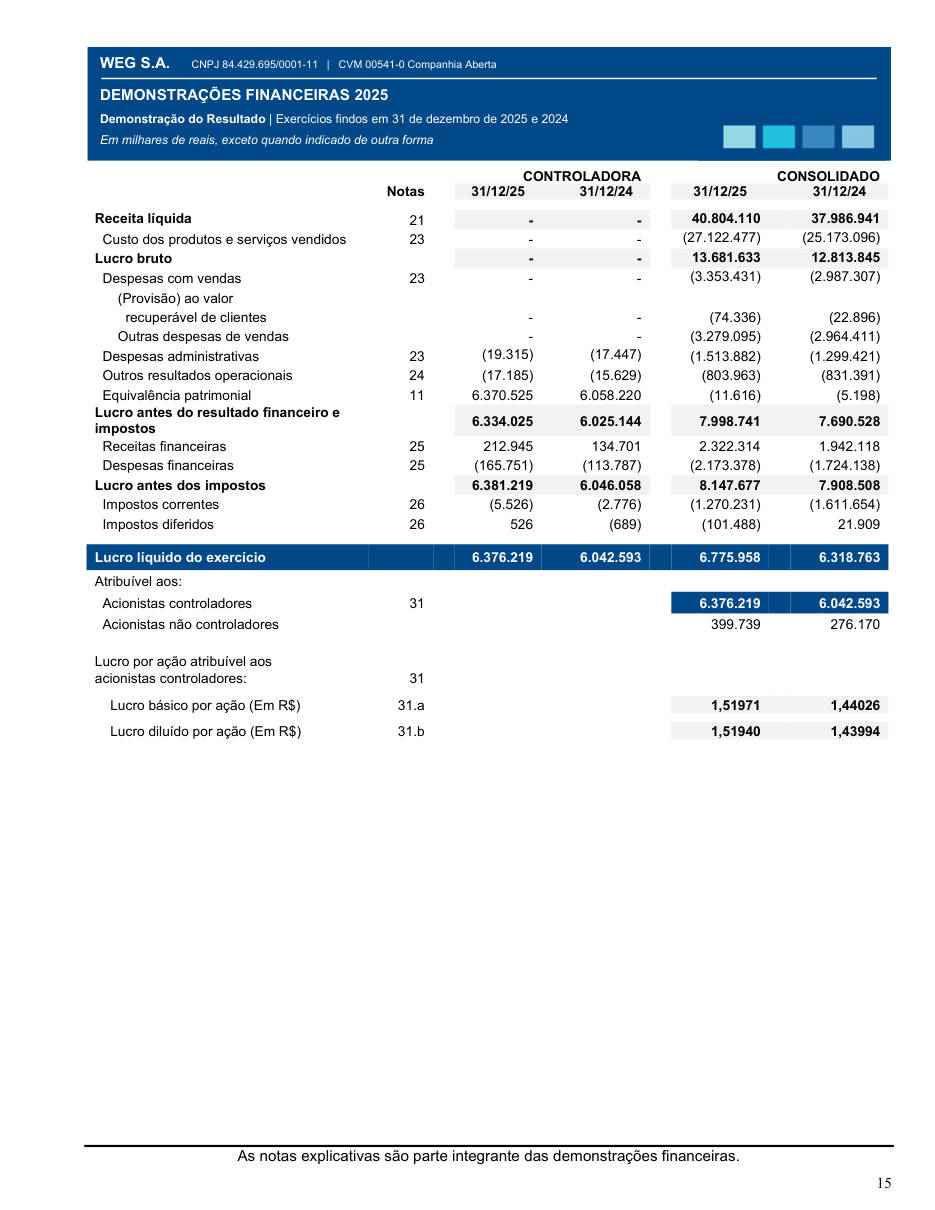 WEG S.A. CNPJ 84.429.695/0001-11 | CVM 00541-0 Companhia Aberta
DEMONSTRAÇÕES FINANCEIRAS 2025
Demonstração do Resultado | Exercícios findos em 31 de dezembro de 2025 e 2024
Em milhares de reais, exceto quando indicado de outra forma
CONTROLADORA CONSOLIDADO
Notas 31/12/25 31/12/24 31/12/25 31/12/24
Receita líquida 21 - - 40.804.110 37.986.941
Custo dos produtos e serviços vendidos 23 - - (27.122.477) (25.173.096)
Lucro bruto - - 13.681.633 12.813.845
Despesas com vendas 23 - - (3.353.431) (2.987.307)
(Provisão) ao valor
recuperável de clientes - - (74.336) (22.896)
Outras despesas de vendas - - (3.279.095) (2.964.411)
Despesas administrativas 23 (19.315) (17.447) (1.513.882) (1.299.421)
Outros resultados operacionais 24 (17.185) (15.629) (803.963) (831.391)
Equivalência patrimonial 11 6.370.525 6.058.220 (11.616) (5.198)
Lucro antes do resultado financeiro e
impostos 6.334.025 6.025.144 7.998.741 7.690.528
Receitas financeiras 25 212.945 134.701 2.322.314 1.942.118
Despesas financeiras 25 (165.751) (113.787) (2.173.378) (1.724.138)
Lucro antes dos impostos 6.381.219 6.046.058 8.147.677 7.908.508
Impostos correntes 26 (5.526) (2.776) (1.270.231) (1.611.654)
Impostos diferidos 26 526 (689) (101.488) 21.909
Lucro líquido do exercício 6.376.219 6.042.593 6.775.958 6.318.763
Atribuível aos:
Acionistas controladores 31 6.376.219 6.042.593
Acionistas não controladores 399.739 276.170
Lucro por ação atribuível aos
acionistas controladores: 31
Lucro básico por ação (Em R$) 31.a 1,51971 1,44026
Lucro diluído por ação (Em R$) 31.b 1,51940 1,43994
As notas explicativas são parte integrante das demonstrações financeiras.
15